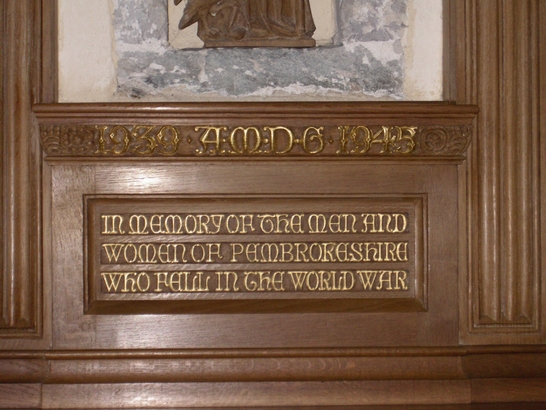 1939 · A·M·D·G · 1945
IN MEMORY OF THE MEN AND
WOMEN OF PEMBROKESHIRE
WHO FELL IN THE WORLD WAR